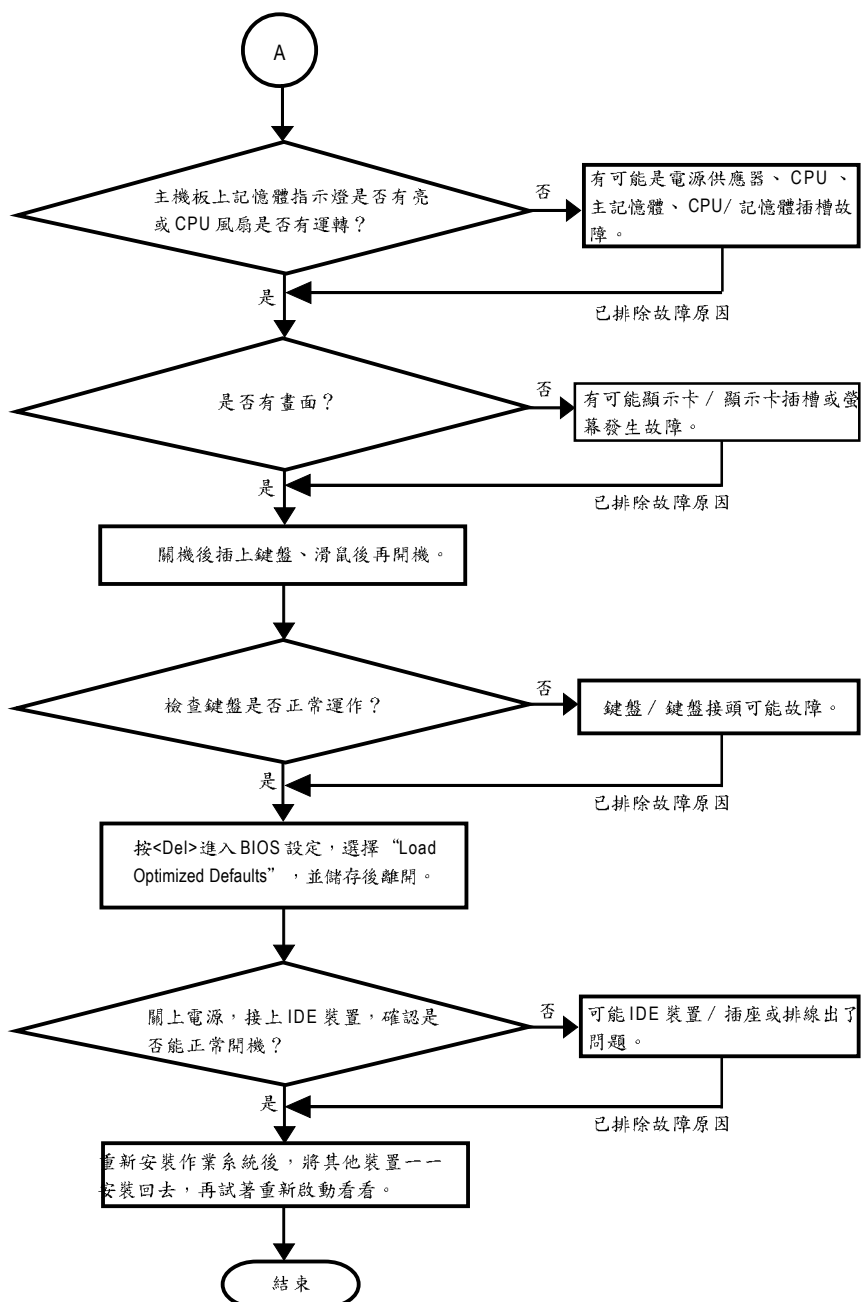 A
主機板上記憶體指示燈是否有亮
或 CPU 風扇是否有運轉？
否
有可能是電源供應器、 CPU 、
主記憶體、 CPU/ 記憶體插槽故
障。
是
已排除故障原因
是否有畫面？
否
有可能顯示卡 / 顯示卡插槽或螢
幕發生故障。
是
已排除故障原因
關機後插上鍵盤、滑鼠後再開機。
檢查鍵盤是否正常運作？
否
鍵盤 / 鍵盤接頭可能故障。
是
已排除故障原因
按<Del>進入 BIOS 設定，選擇 “Load
Optimized Defaults” ，並儲存後離開。
關上電源，接上 IDE 裝置，確認是
否能正常開機？
否
可能 IDE 裝置 / 插座或排線出了
問題。
是
已排除故障原因
重新安裝作業系統後，將其他裝置一一
安裝回去，再試著重新啟動看看。
結束